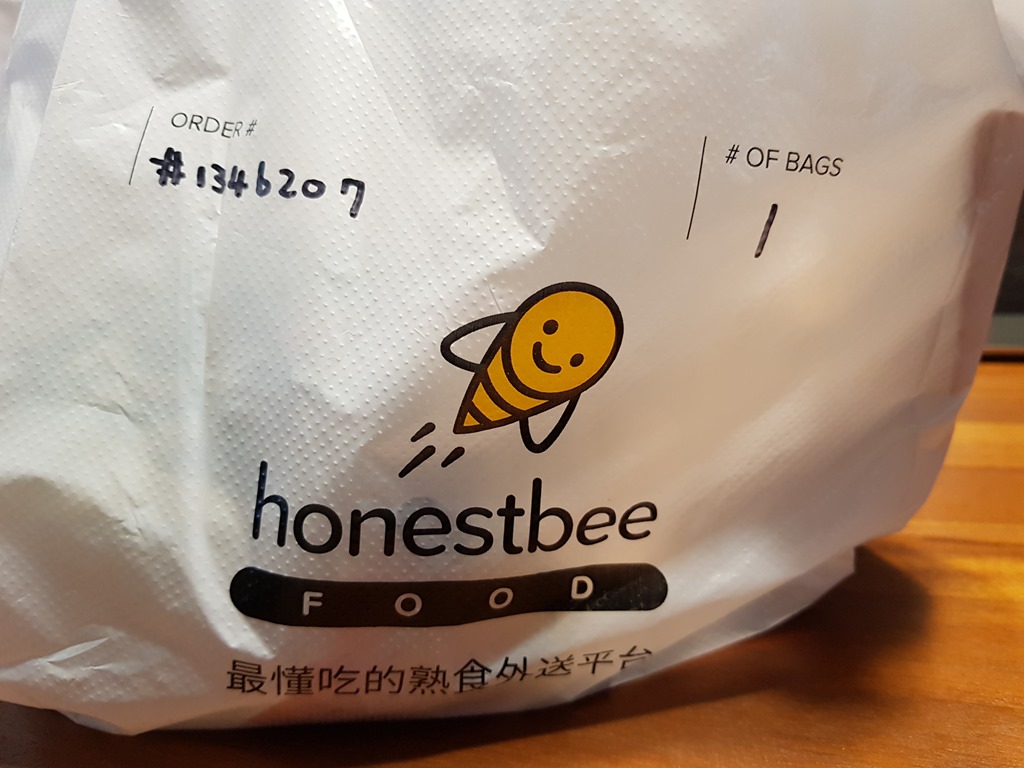 ORDER #
#1346207
# OF BAGS
1
honestbee
FOOD
最懂吃的熟食外送平台